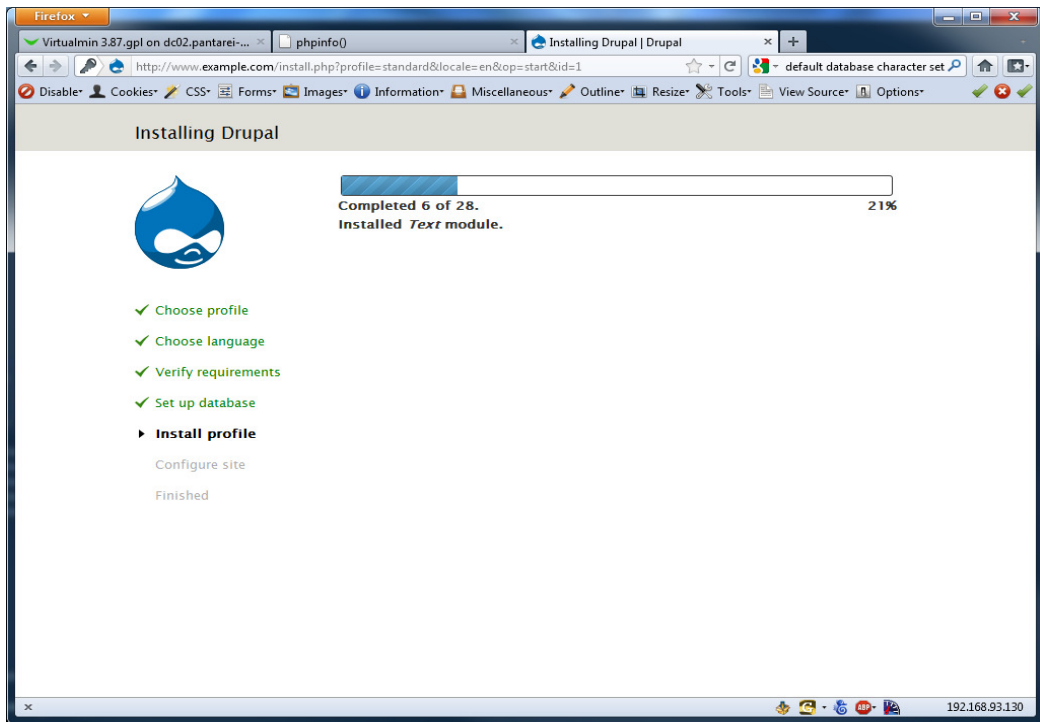 Firefox
Virtualmin 3.87.gpl on dc02.pantarei-...
phpinfo()
Installing Drupal | Drupal
http://www.example.com/install.php?profile=standard&locale=en&op=start&id=1
default database character set
Disable
Cookies
CSS
Forms
Images
Information
Miscellaneous
Outline
Resize
Tools
View Source
Options
Installing Drupal
Completed 6 of 28.
21%
Installed Text module.
Choose profile
Choose language
Verify requirements
Set up database
Install profile
Configure site
Finished
ABP
192.168.93.130